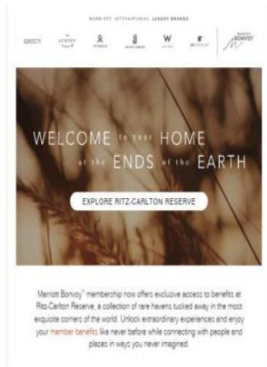 MARRIOTT INTERNATIONAL LUXURY BRANDS
EDITION
W
MARRIOTT
BONVOY
WELCOME to your HOME
at the ENDS of the EARTH
EXPLORE RITZ-CARLTON RESERVE
Marriott Bonvoy® membership now offers exclusive access to benefits at
Ritz-Carlton Reserve, a collection of rare havens tucked away in the most
exquisite corners of the world. Unlock extraordinary experiences and enjoy
your member benefits like never before while connecting with people and
places in ways you never imagined.